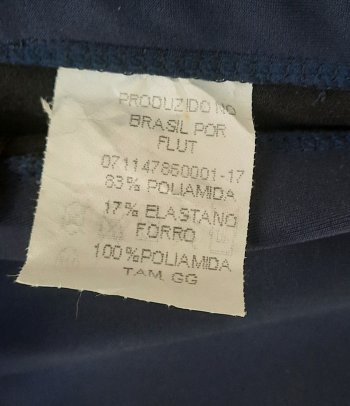 PRODUZIDO NO
BRASIL POR
FLUT
071147860001-17
83% POLIAMIDA
17% ELASTANO
FORRO
100%POLIAMIDA
TAM. GG